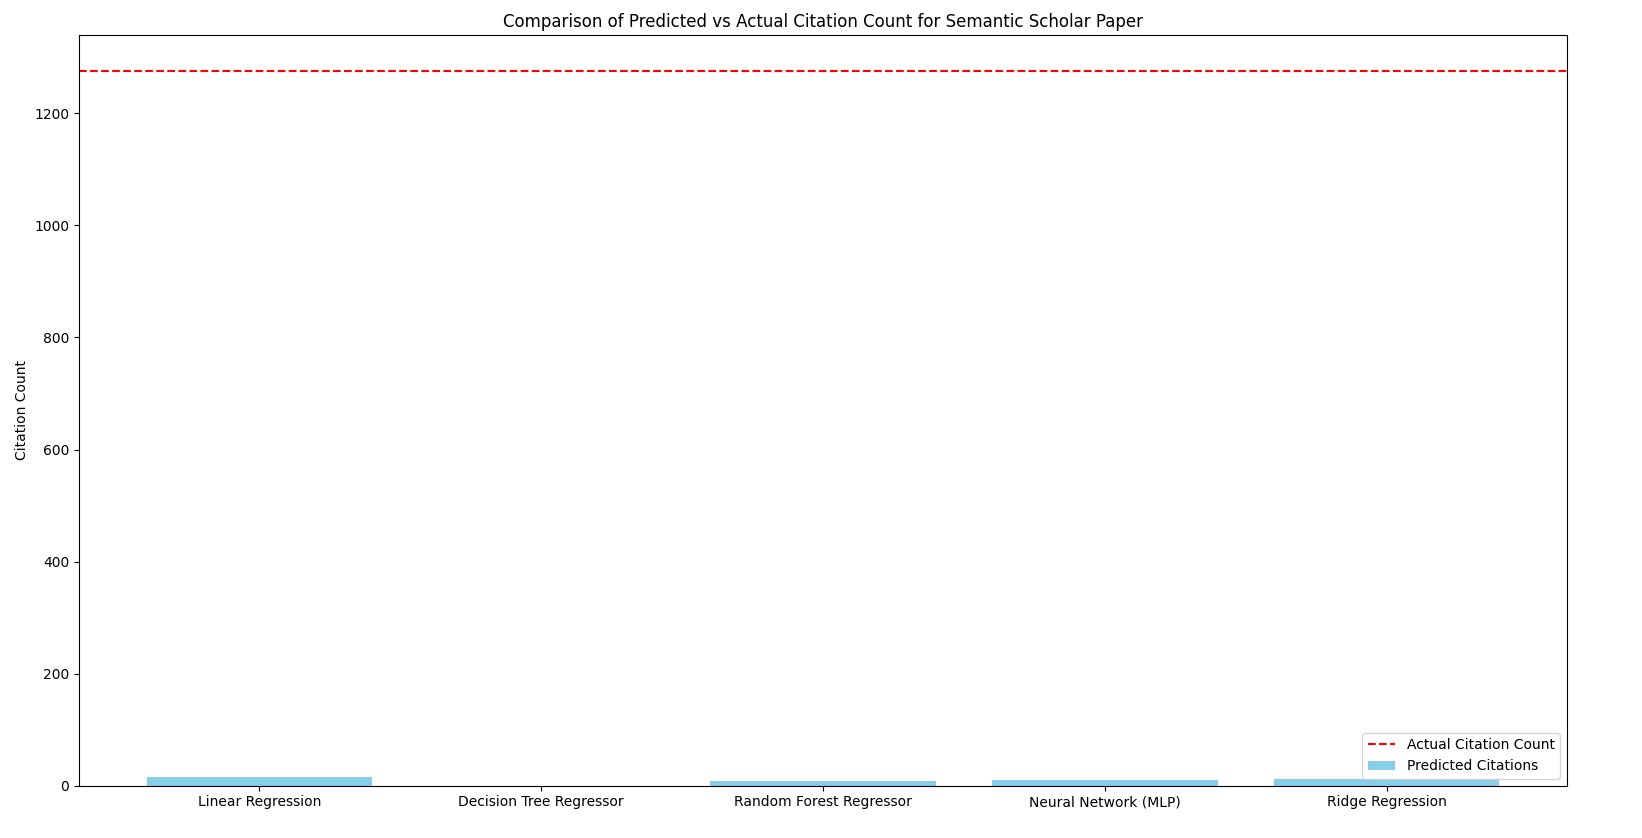 Comparison of Predicted vs Actual Citation Count for Semantic Scholar Paper
Citation Count
1200
1000
800
600
400
200
0
Actual Citation Count
Predicted Citations
Linear Regression
Decision Tree Regressor
Random Forest Regressor
Neural Network (MLP)
Ridge Regression